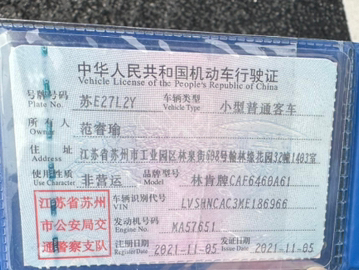 中华人民共和国机动车行驶证
Vehicle License of the People's Republic of China
号牌号码 苏E27L2Y 车辆类型 小型普通客车
Plate No. Vehicle Type
所有人 范睿瑜
Owner
住址 江苏省苏州市工业园区林泉街698号翰林缘花园32幢1403室
使用性质 非营运 品牌型号 林肯牌CAF6460A61
Use Character Model
江苏省苏州市公安局交通警察支队
车辆识别代号 LVSHNCAC3ME186966
VIN
发动机号码 MA57651
Engine No.
注册日期 2021-11-05 发证日期 2021-11-05
Register Date Issue Date